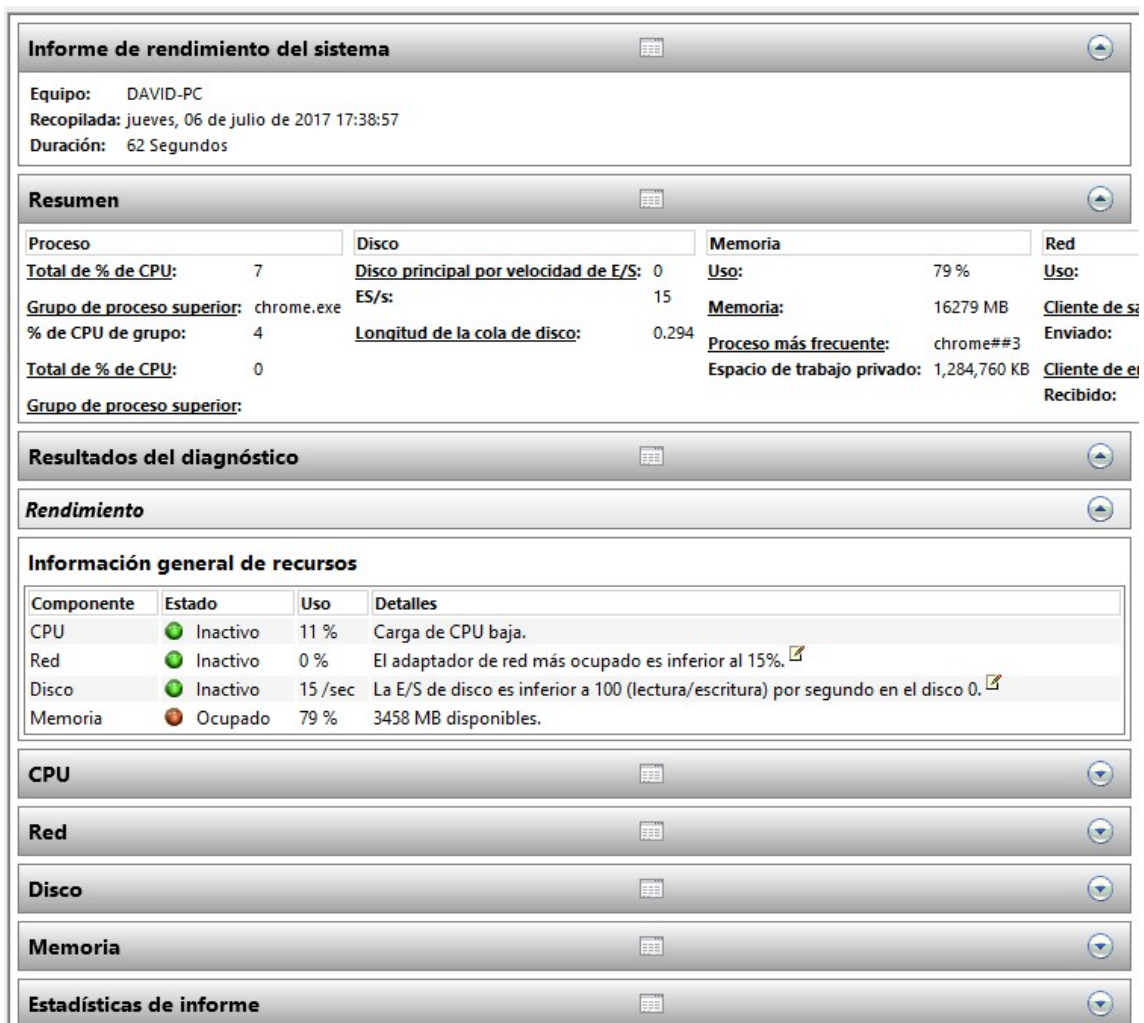 Informe de rendimiento del sistema
Equipo: DAVID-PC
Recopilada: jueves, 06 de julio de 2017 17:38:57
Duración: 62 Segundos
Resumen
Proceso Disco Memoria Red
Total de % de CPU: 7 Disco principal por velocidad de E/S: 0 Uso: 79 % Uso:
Grupo de proceso superior: chrome.exe ES/s: 15 Memoria: 16279 MB Cliente de
% de CPU de grupo: 4 Longitud de la cola de disco: 0.294 Proceso más frecuente: chrome##3 Enviado:
Total de % de CPU: 0 Espacio de trabajo privado: 1,284,760 KB Cliente de
Grupo de proceso superior: Recibido:
Resultados del diagnóstico
Rendimiento
Información general de recursos
Componente Estado Uso Detalles
CPU Inactivo 11 % Carga de CPU baja.
Red Inactivo 0 % El adaptador de red más ocupado es inferior al 15%.
Disco Inactivo 15 /sec La E/S de disco es inferior a 100 (lectura/escritura) por segundo en el disco 0.
Memoria Ocupado 79 % 3458 MB disponibles.
CPU
Red
Disco
Memoria
Estadísticas de informe